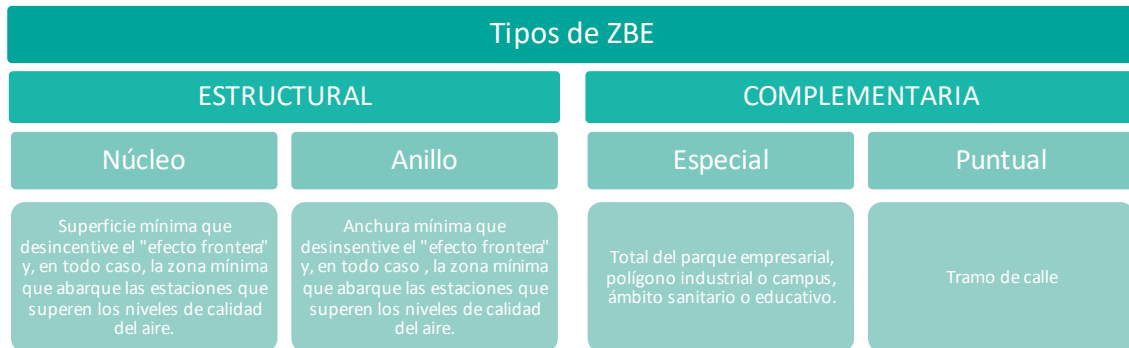 Tipos de ZBE
ESTRUCTURAL
COMPLEMENTARIA
Núcleo
Anillo
Especial
Puntual
Superficie mínima que
desincentive el "efecto frontera"
y, en todo caso, la zona mínima
que abarque las estaciones que
superen los niveles de calidad
del aire.
Anchura mínima que
desinsentive el "efecto frontera"
y, en todo caso , la zona mínima
que abarque las estaciones que
superen los niveles de calidad
del aire.
Total del parque empresarial,
polígono industrial o campus,
ámbito sanitario o educativo.
Tramo de calle